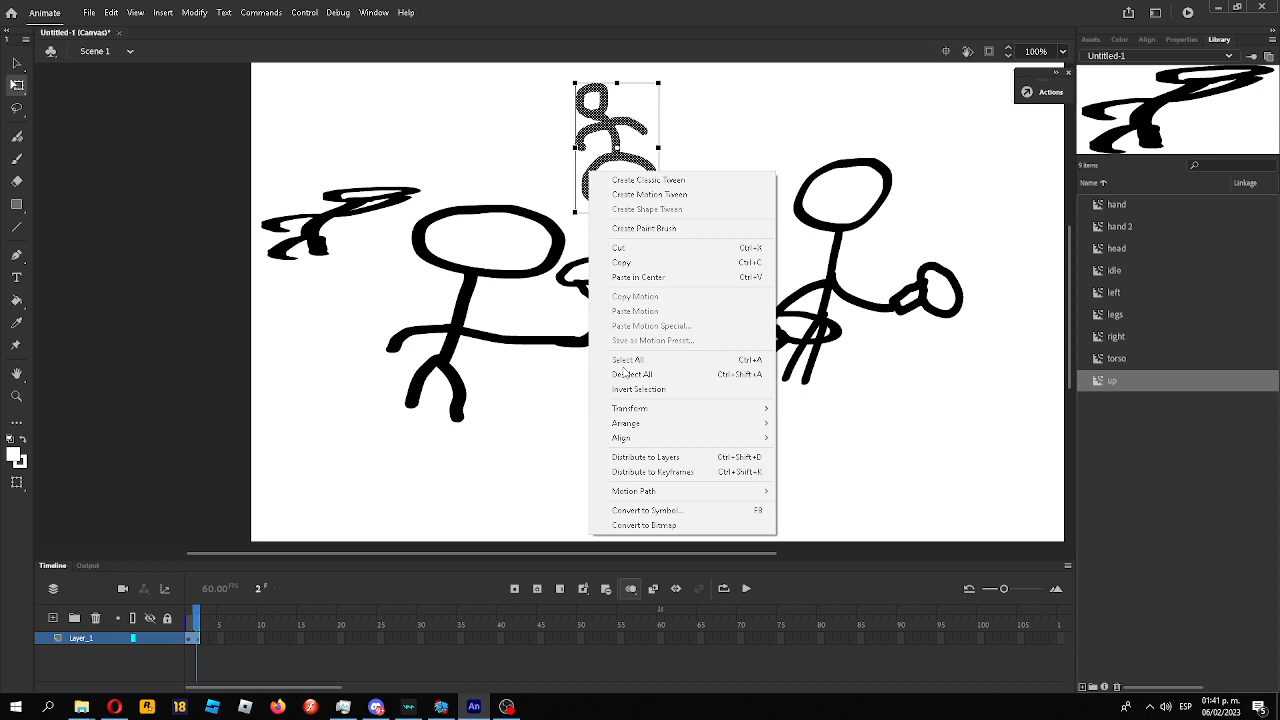 Animate File Edit View Insert Modify Text Commands Control Debug Window Help
Untitled-1 (Canvas)* ×
Scene 1 100%
Assets Color Align Properties Library
Untitled-1
Actions
9 items
Name Linkage
hand
hand 2
head
idle
left
legs
right
torso
up
Create Classic Tween
Create Motion Tween
Create Shape Tween
Create Paint Brush
Cut Ctrl+X
Copy Ctrl+C
Paste in Center Ctrl+V
Copy Motion
Paste Motion
Paste Motion Special...
Save as Motion Preset...
Select All Ctrl+A
Deselect All Ctrl+Shift+A
Invert Selection
Transform
Arrange
Align
Distribute to Layers Ctrl+Shift+D
Distribute to Keyframes Ctrl+Shift+K
Motion Path
Convert to Symbol... F8
Convert to Bitmap
Timeline Output
60.00 FPS 2 F
1s
5 10 15 20 25 30 35 40 45 50 55 60 65 70 75 80 85 90 95 100 105 1
Layer_1
An
ESP
01:41 p. m.
06/02/2023